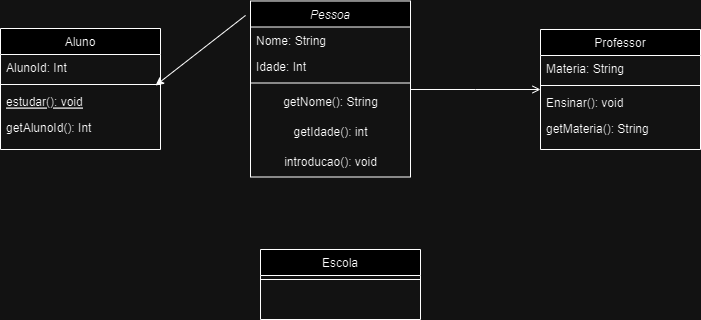 Pessoa
Nome: String
Idade: Int
getNome(): String
getIdade(): int
introducao(): void
Aluno
AlunoId: Int
estudar(): void
getAlunoId(): Int
Professor
Materia: String
Ensinar(): void
getMateria(): String
Escola